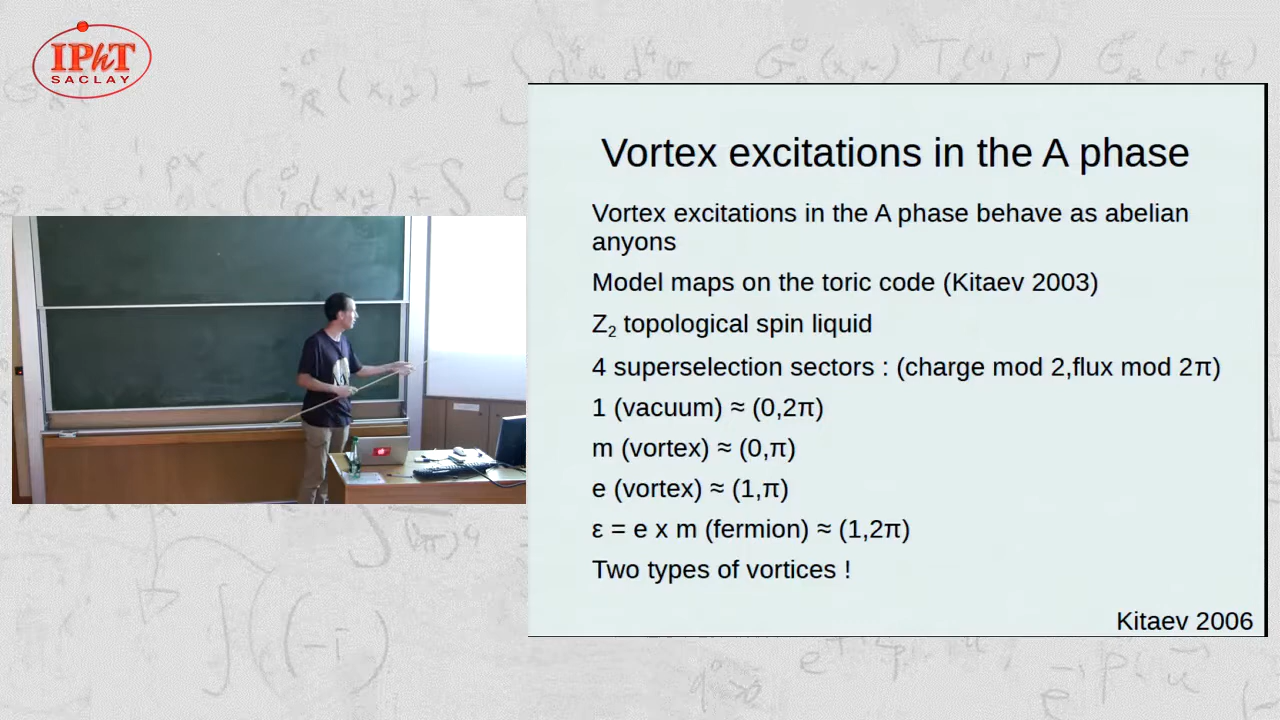 IPhT
SACLAY
Vortex excitations in the A phase
Vortex excitations in the A phase behave as abelian
anyons
Model maps on the toric code (Kitaev 2003)
Z₂ topological spin liquid
4 superselection sectors : (charge mod 2,flux mod 2π)
1 (vacuum) ≈ (0,2π)
m (vortex) ≈ (0,π)
e (vortex) ≈ (1,π)
ε = e x m (fermion) ≈ (1,2π)
Two types of vortices !
Kitaev 2006